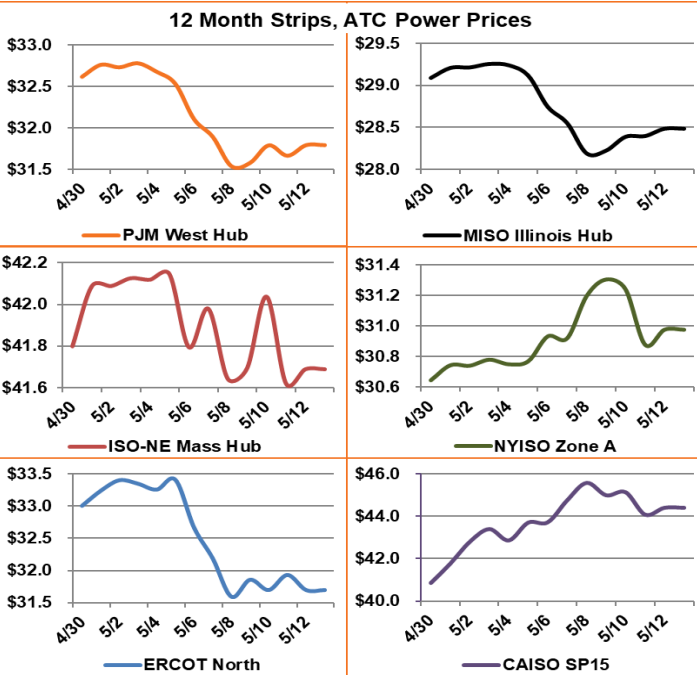 12 Month Strips, ATC Power Prices
$33.0
$32.5
$32.0
$31.5
4/30 5/2 5/4 5/6 5/8 5/10 5/12
PJM West Hub
$29.5
$29.0
$28.5
$28.0
4/30 5/2 5/4 5/6 5/8 5/10 5/12
MISO Illinois Hub
$42.2
$42.0
$41.8
$41.6
4/30 5/2 5/4 5/6 5/8 5/10 5/12
ISO-NE Mass Hub
$31.4
$31.2
$31.0
$30.8
$30.6
4/30 5/2 5/4 5/6 5/8 5/10 5/12
NYISO Zone A
$33.5
$33.0
$32.5
$32.0
$31.5
4/30 5/2 5/4 5/6 5/8 5/10 5/12
ERCOT North
$46.0
$44.0
$42.0
$40.0
4/30 5/2 5/4 5/6 5/8 5/10 5/12
CAISO SP15